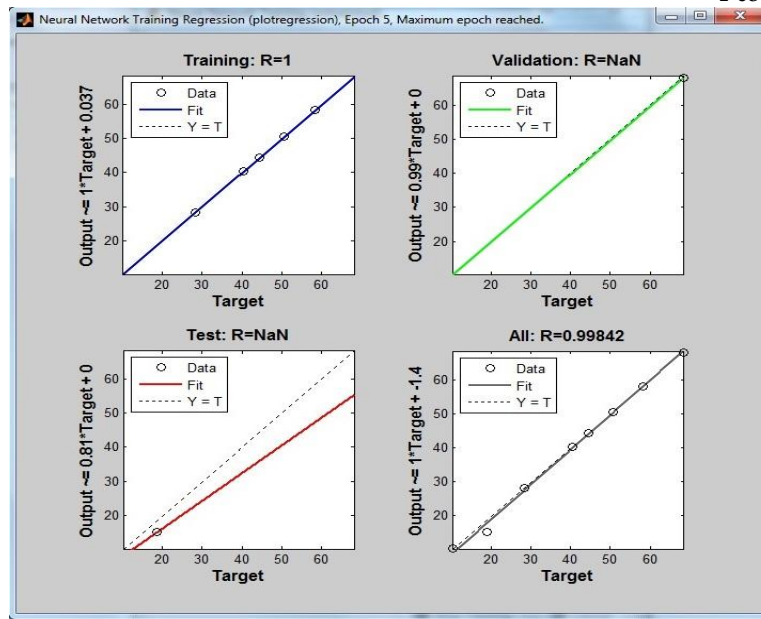 Neural Network Training Regression (plotregression), Epoch 5, Maximum epoch reached.
Training: R=1
Output ~= 1*Target + 0.037
Data
Fit
Y = T
60
50
40
30
20
20 30 40 50 60
Target
Validation: R=NaN
Output ~= 0.99*Target + 0
Data
Fit
Y = T
60
50
40
30
20
20 30 40 50 60
Target
Test: R=NaN
Output ~= 0.81*Target + 0
Data
Fit
Y = T
60
50
40
30
20
20 30 40 50 60
Target
All: R=0.99842
Output ~= 1*Target + -1.4
Data
Fit
Y = T
60
50
40
30
20
20 30 40 50 60
Target